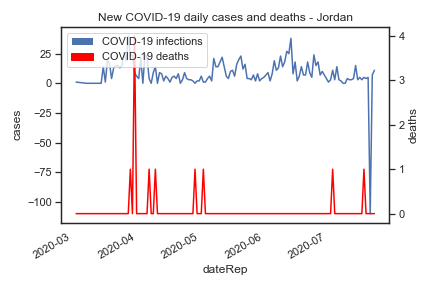 New COVID-19 daily cases and deaths - Jordan
COVID-19 infections
COVID-19 deaths
25
0
−25
−50
−75
−100
cases
4
3
2
1
0
deaths
2020-03
2020-04
2020-05
2020-06
2020-07
dateRep